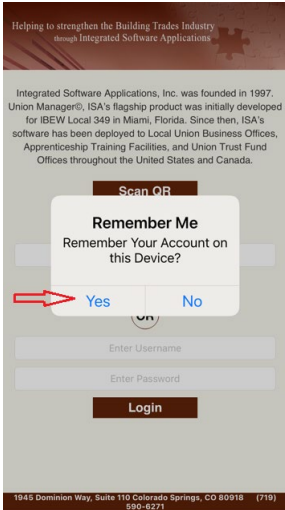 Helping to strengthen the Building Trades Industry
through Integrated Software Applications
Integrated Software Applications, Inc. was founded in 1997.
Union Manager©, ISA's flagship product was initially developed
for IBEW Local 349 in Miami, Florida. Since then, ISA's
software has been deployed to Local Union Business Offices,
Apprenticeship Training Facilities, and Union Trust Fund
Offices throughout the United States and Canada.
Scan QR
Remember Me
Remember Your Account on
this Device?
Yes No
OR
Enter Username
Enter Password
Login
1945 Dominion Way, Suite 110 Colorado Springs, CO 80918 (719)
590-6271